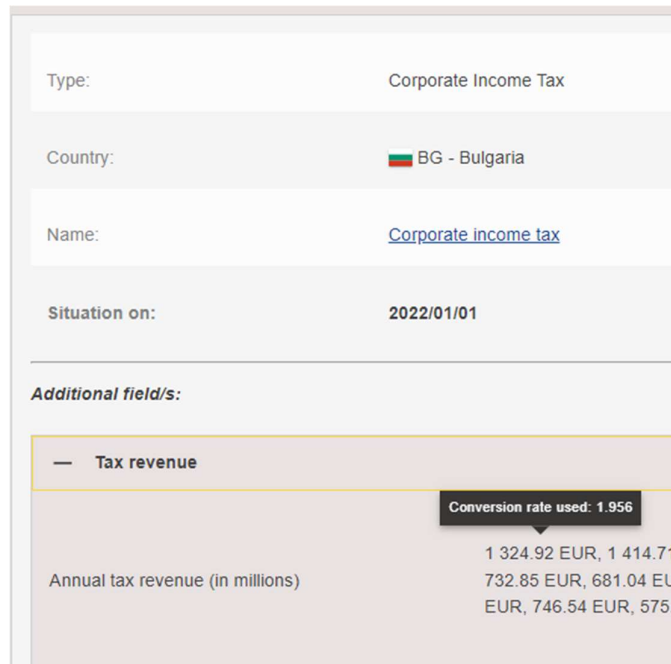 Type: Corporate Income Tax
Country: BG - Bulgaria
Name: Corporate income tax
Situation on: 2022/01/01
Additional field/s:
— Tax revenue
Conversion rate used: 1.956
1 324.92 EUR, 1 414.71
Annual tax revenue (in millions) 732.85 EUR, 681.04 EU
EUR, 746.54 EUR, 575.